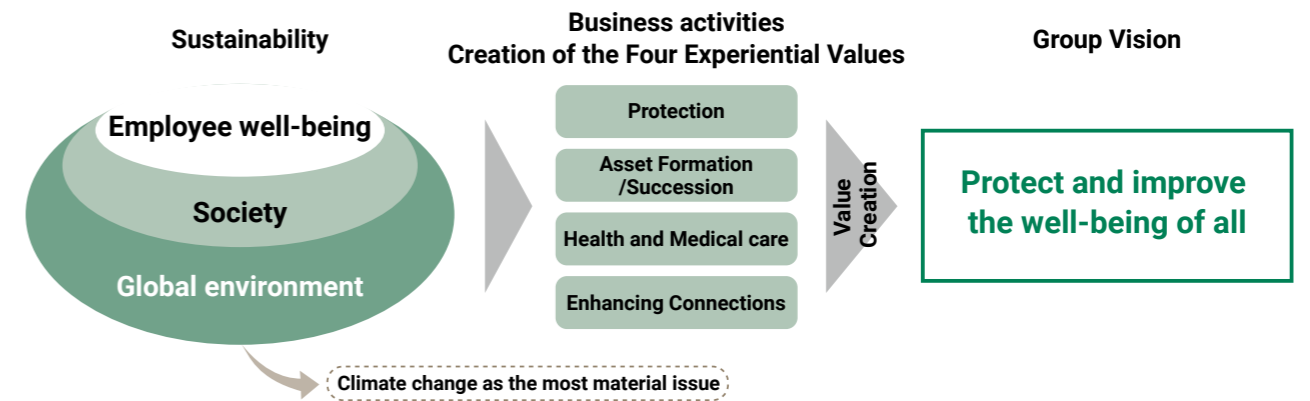 Sustainability
Employee well-being
Society
Global environment
Climate change as the most material issue
Business activities
Creation of the Four Experiential Values
Protection
Asset Formation
/Succession
Health and Medical care
Enhancing Connections
Value
Creation
Group Vision
Protect and improve
the well-being of all